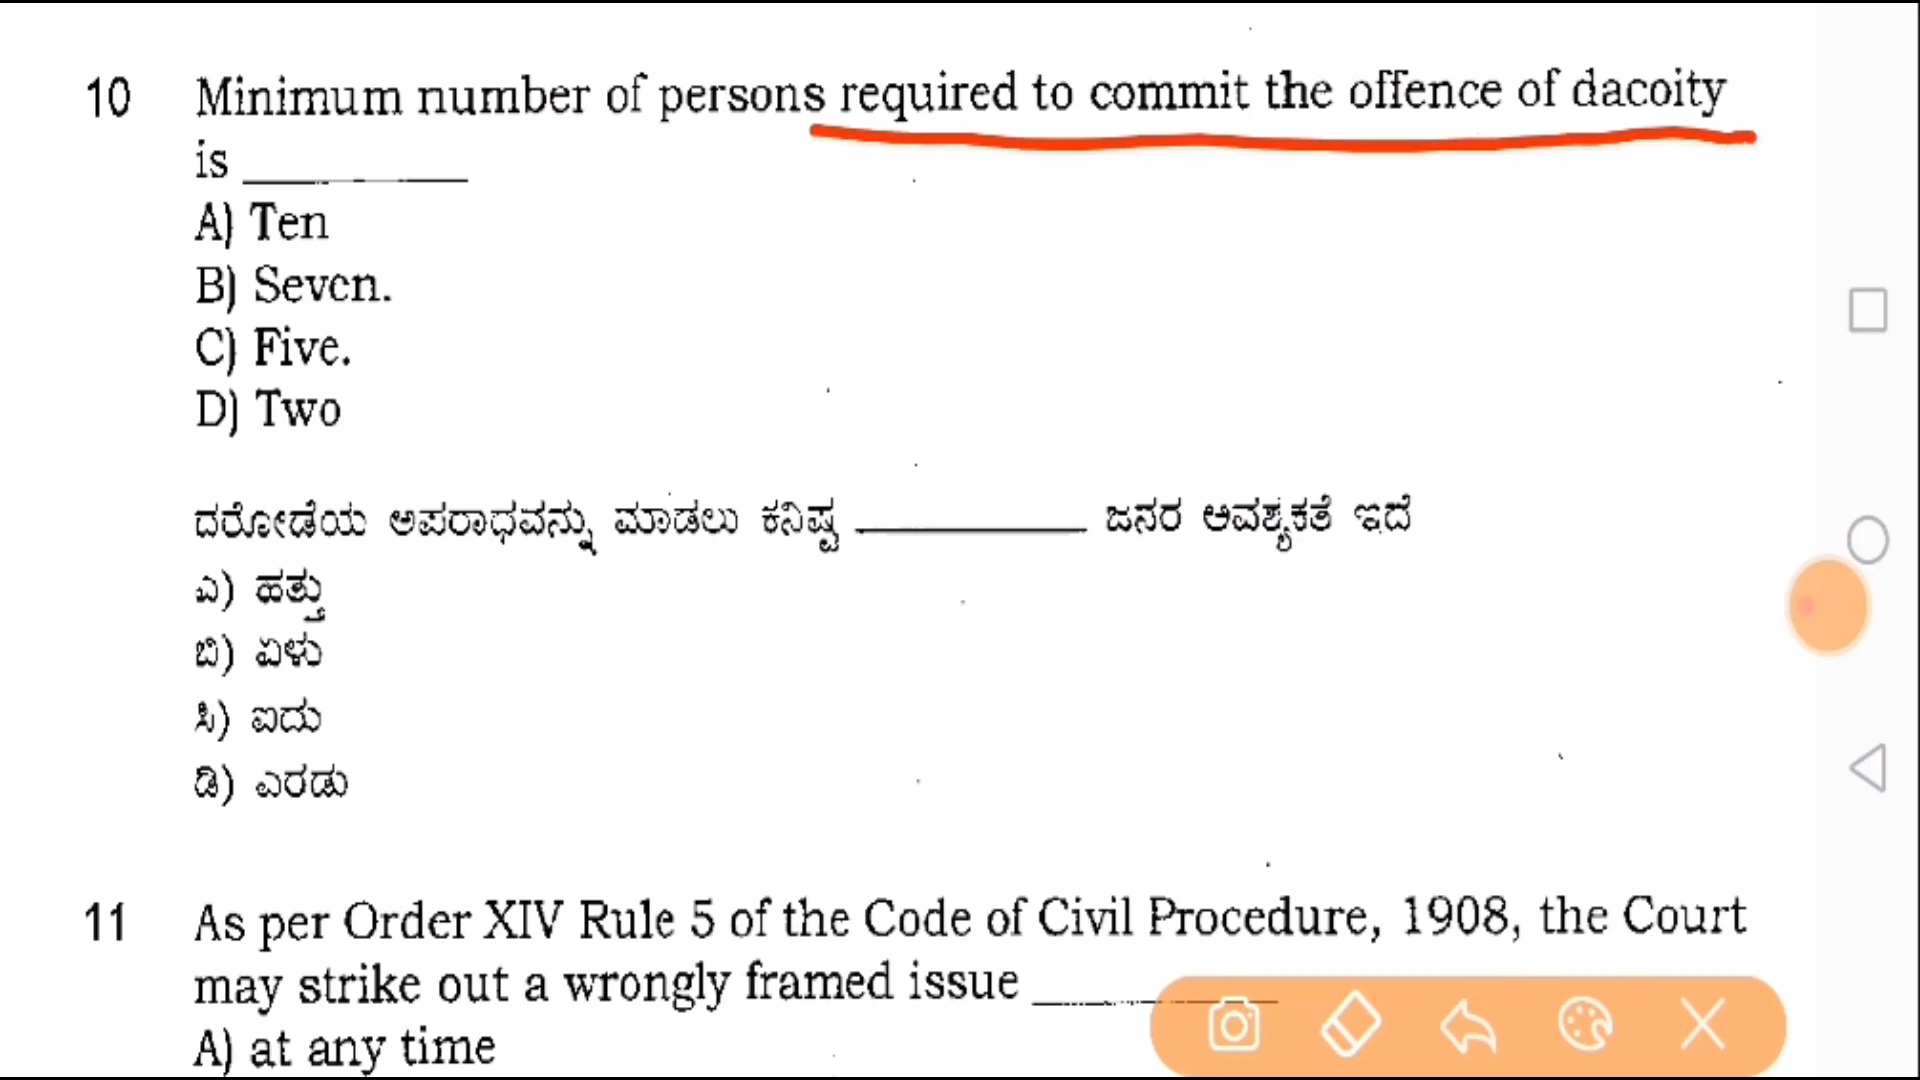 10 Minimum number of persons required to commit the offence of dacoity
is ________
A) Ten
B) Seven.
C) Five.
D) Two
ದರೋಡೆಯ ಅಪರಾಧವನ್ನು ಮಾಡಲು ಕನಿಷ್ಟ ________ ಜನರ ಆವಶ್ಯಕತೆ ಇದೆ
ಎ) ಹತ್ತು
ಬಿ) ಏಳು
ಸಿ) ಐದು
ಡಿ) ಎರಡು
11 As per Order XIV Rule 5 of the Code of Civil Procedure, 1908, the Court
may strike out a wrongly framed issue ________
A) at any time